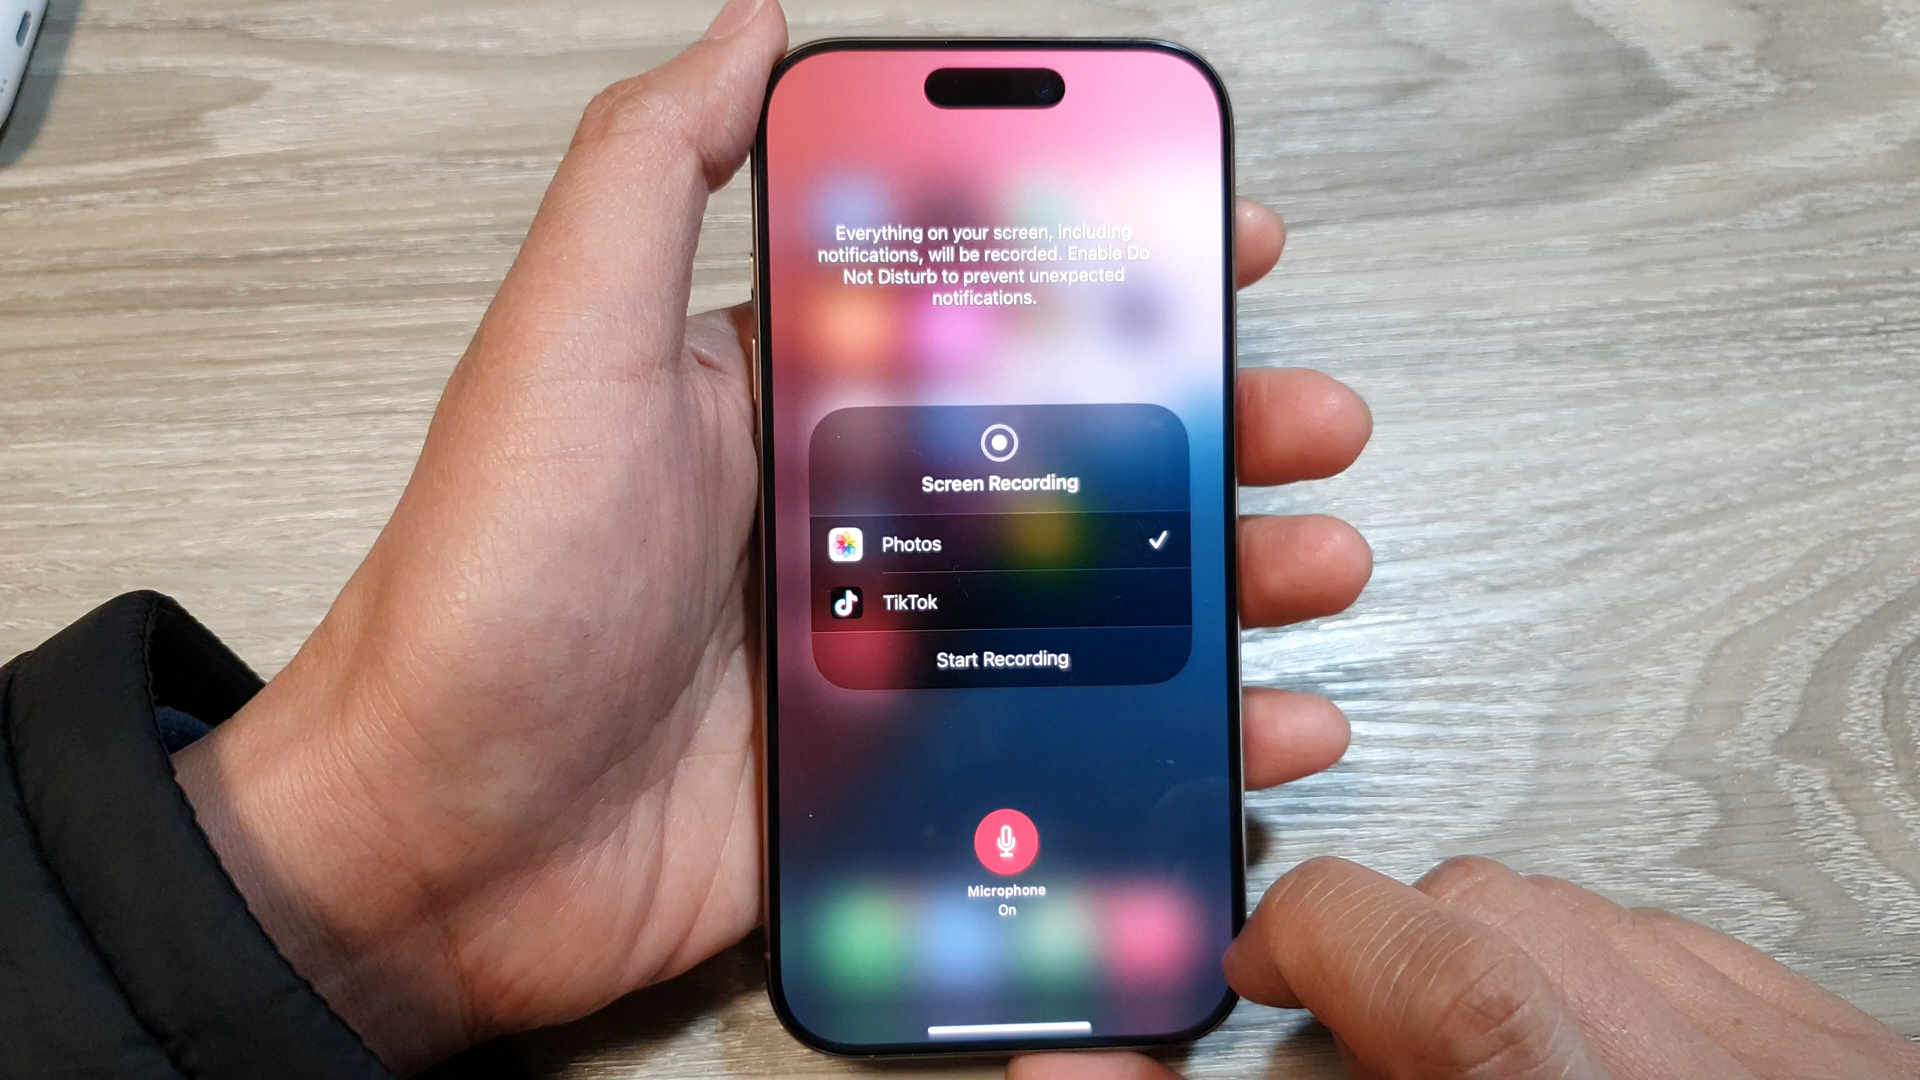 Everything on your screen, including
notifications, will be recorded. Enable Do
Not Disturb to prevent unexpected
notifications.
Screen Recording
Photos
TikTok
Start Recording
Microphone
On